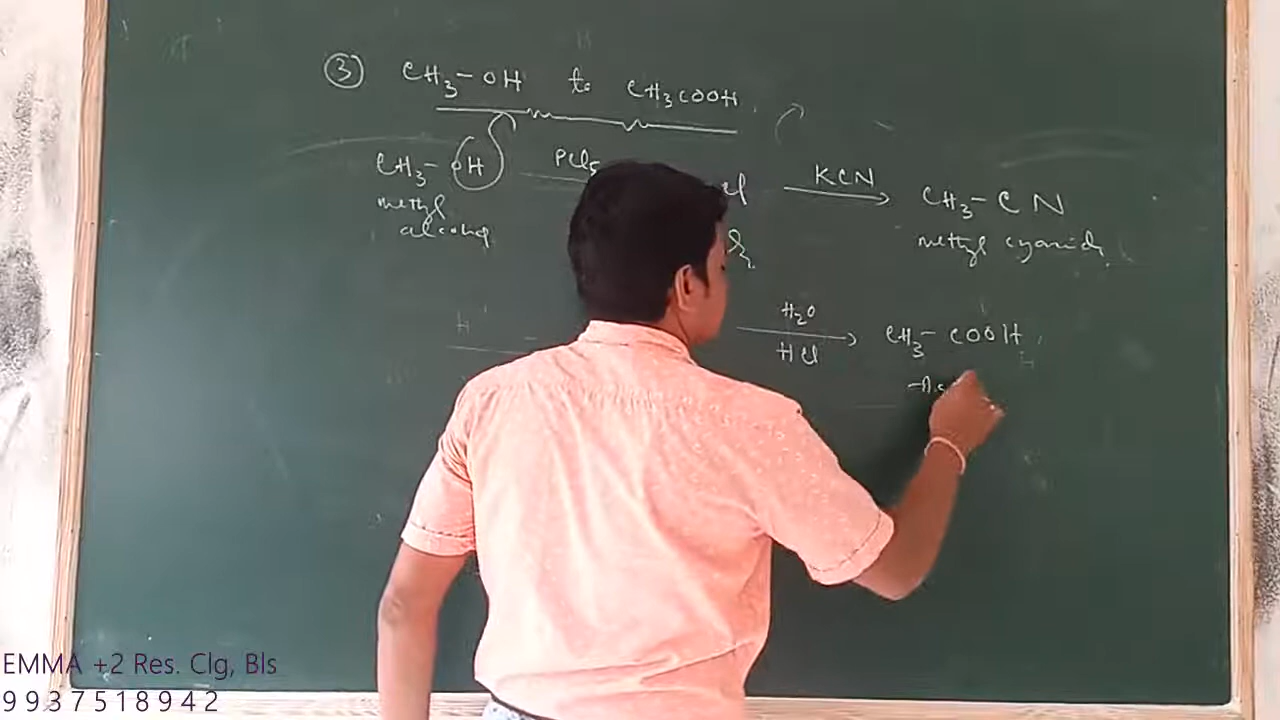 ③ CH₃-OH to CH₃COOH
CH₃-OH PCl₅ Cl KCN CH₃-CN
methyl alcohol methyl cyanide
H₂O
CH₃-COOH
HCl
EMMA +2 Res. Clg, Bls
9937518942